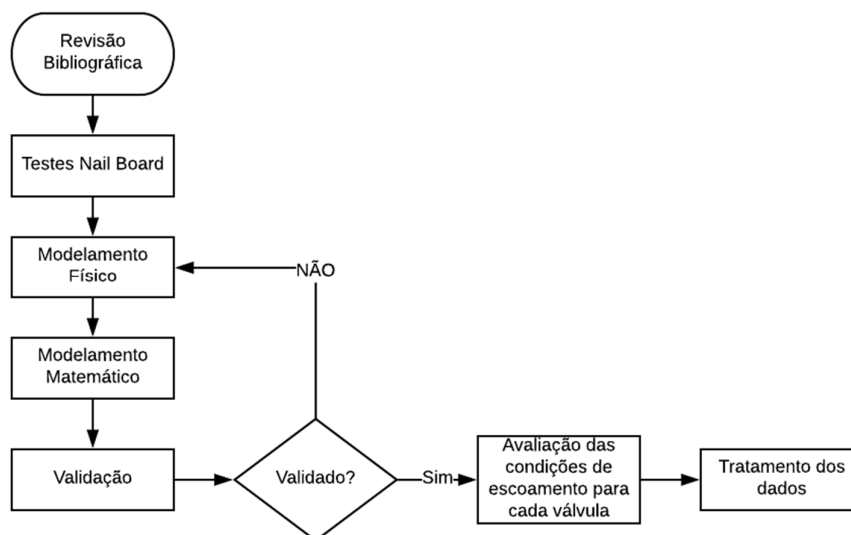 Revisão
Bibliográfica
Testes Nail Board
Modelamento
Físico
NÃO
Modelamento
Matemático
Validação
Validado?
Sim
Avaliação das
condições de
escoamento para
cada válvula
Tratamento dos
dados